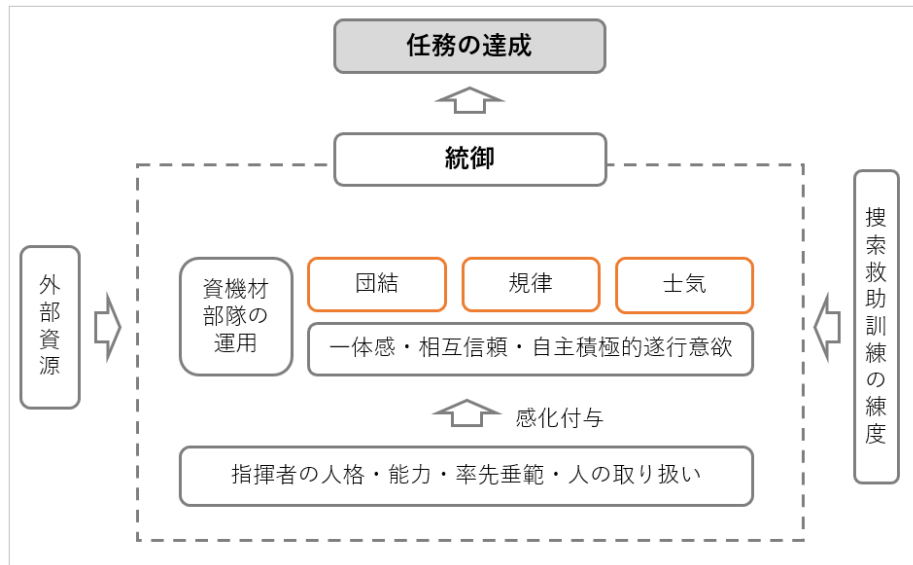 任務の達成
統御
外部資源
資機材
部隊の
運用
団結
規律
士気
一体感・相互信頼・自主積極的遂行意欲
感化付与
指揮者の人格・能力・率先垂範・人の取り扱い
捜索救助訓練の練度